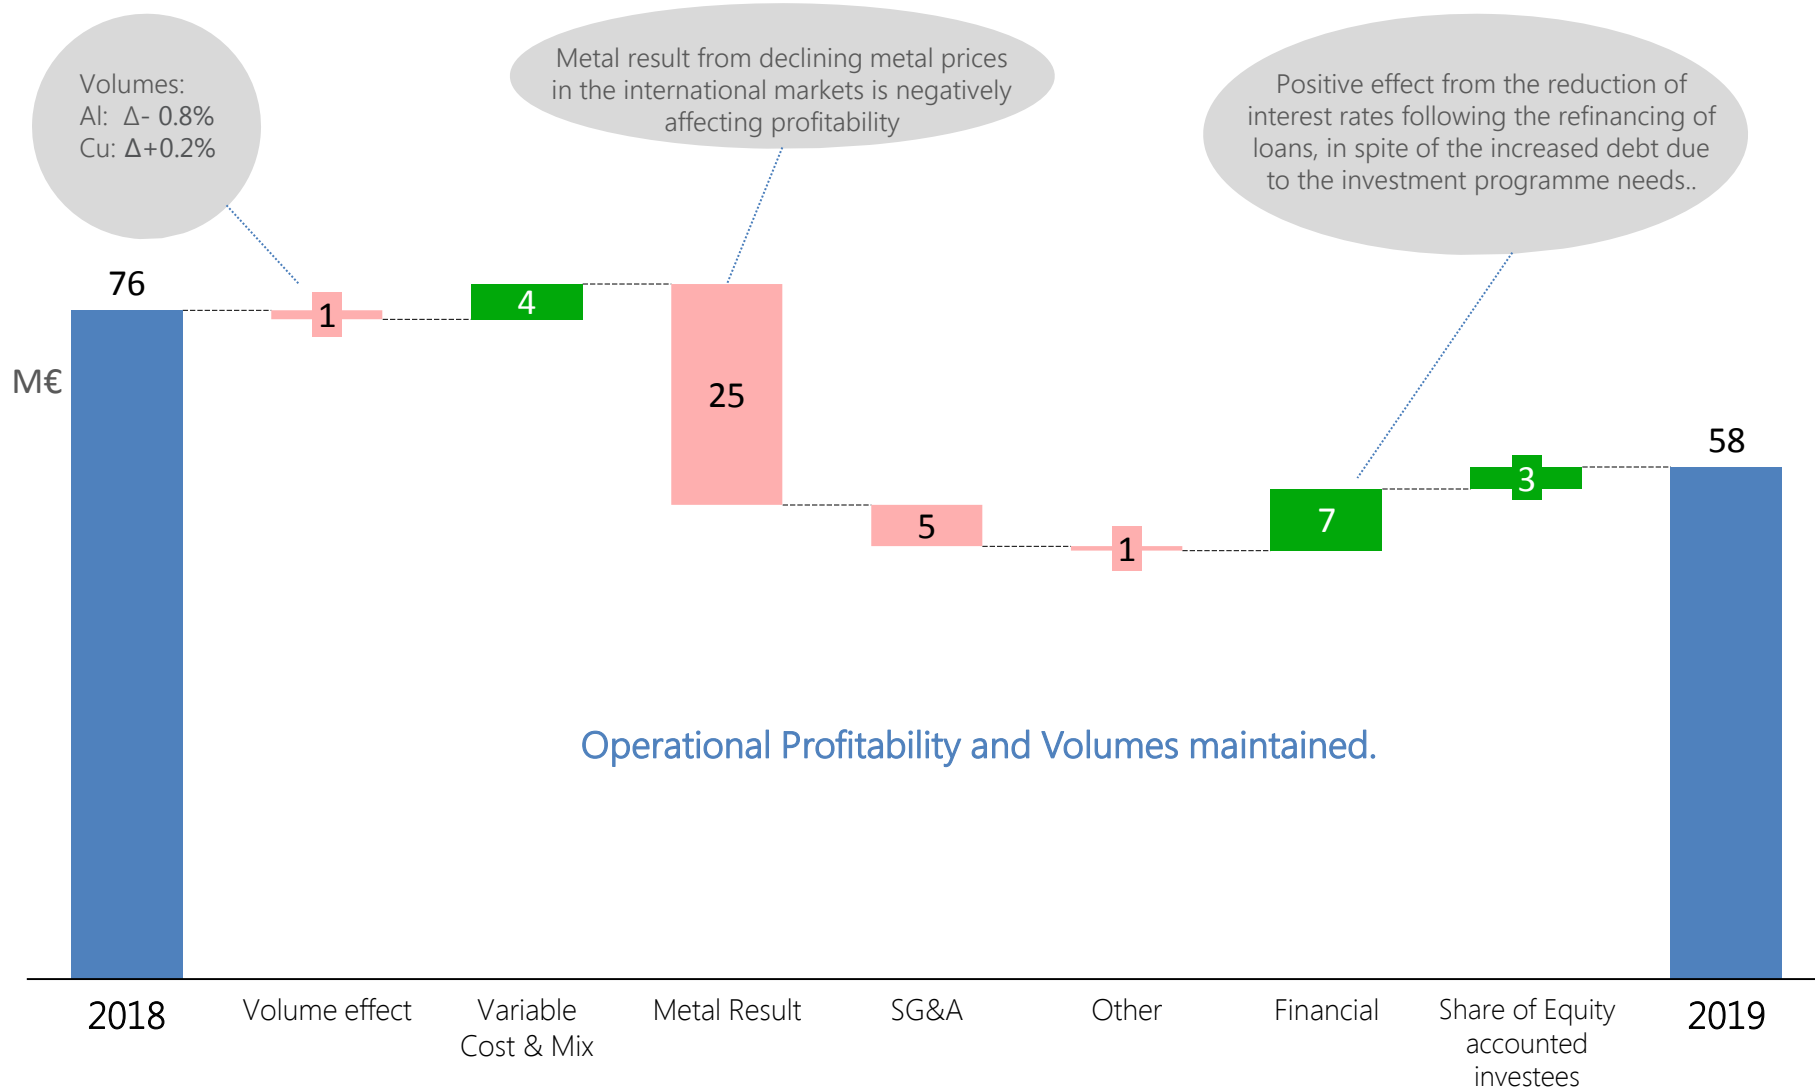 Volumes:
Al: Δ- 0.8%
Cu: Δ+0.2%
Metal result from declining metal prices
in the international markets is negatively
affecting profitability
Positive effect from the reduction of
interest rates following the refinancing of
loans, in spite of the increased debt due
to the investment programme needs..
76
1
4
25
5
1
7
3
58
M€
Operational Profitability and Volumes maintained.
2018
Volume effect
Variable
Cost & Mix
Metal Result
SG&A
Other
Financial
Share of Equity
accounted
investees
2019